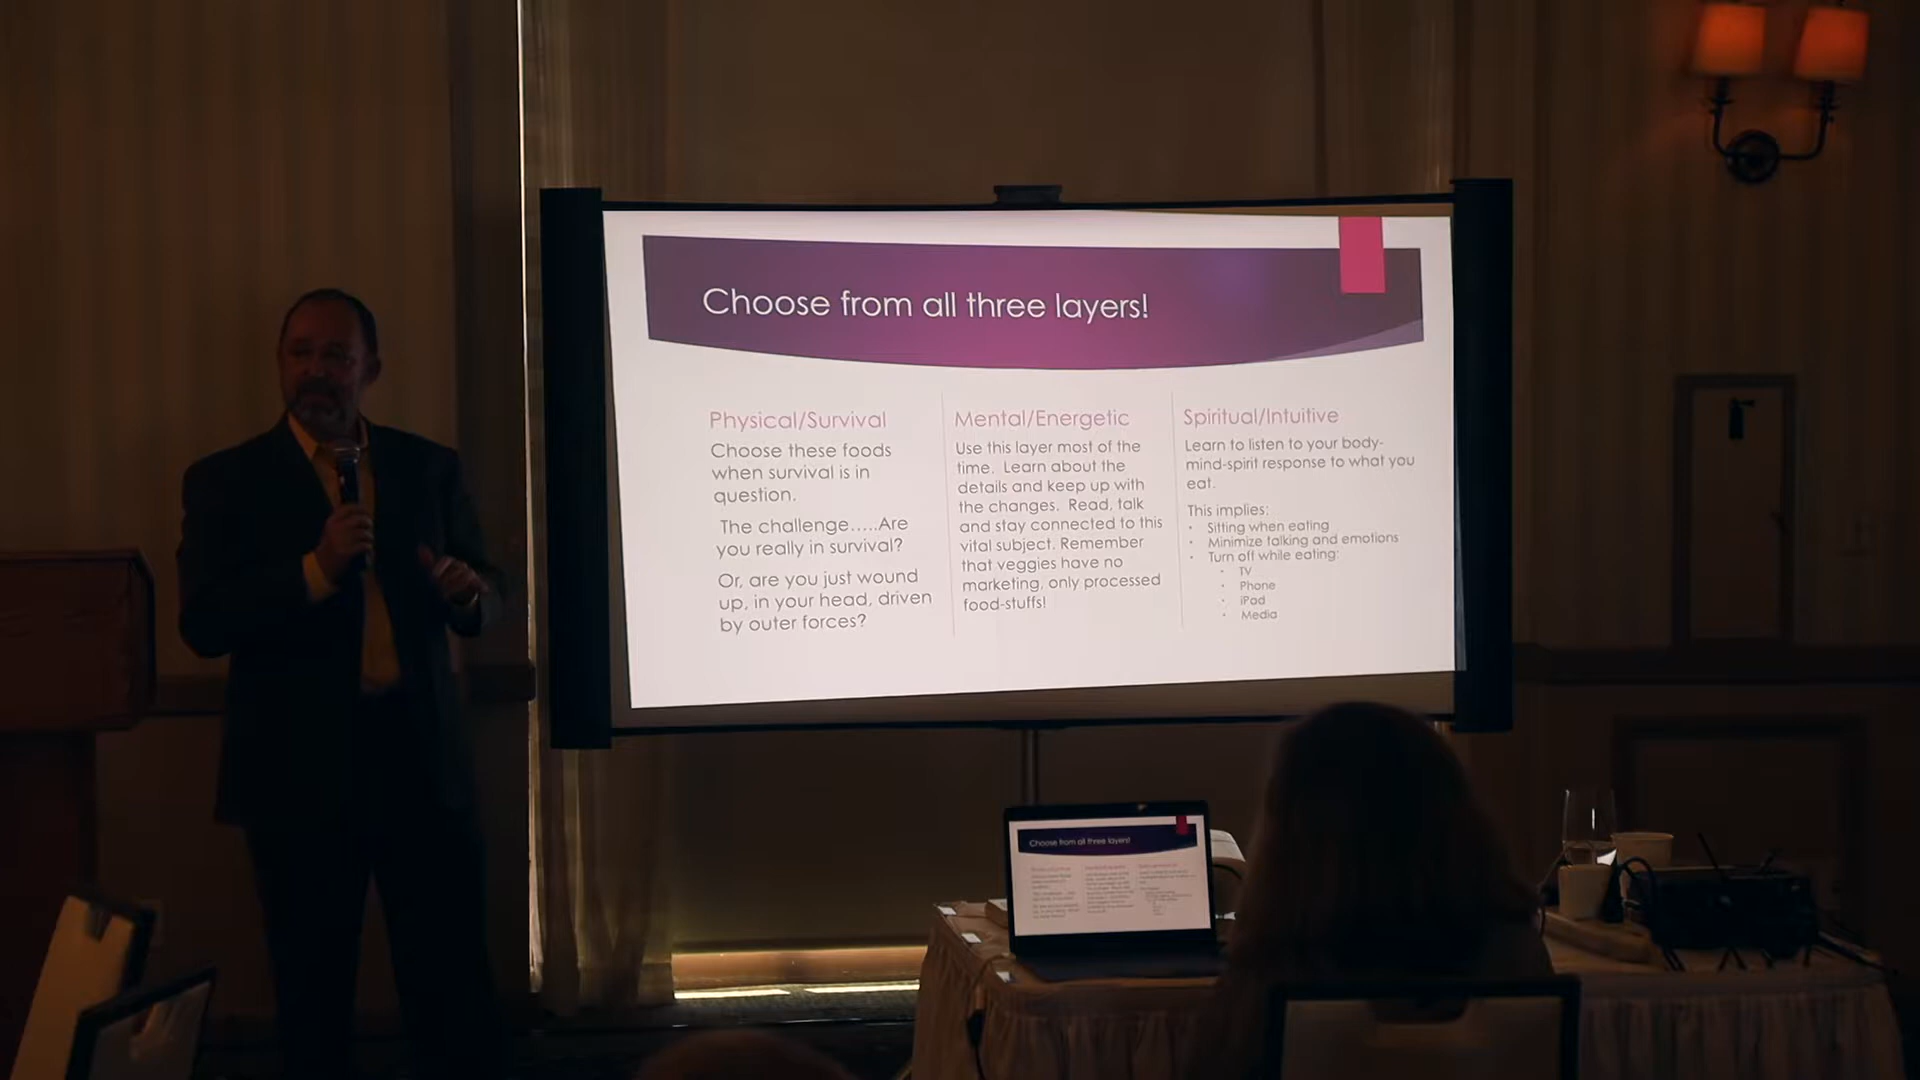 Choose from all three layers!
Physical/Survival
Choose these foods
when survival is in
question.
The challenge.....Are
you really in survival?
Or, are you just wound
up, in your head, driven
by outer forces?
Mental/Energetic
Use this layer most of the
time. Learn about the
details and keep up with
the changes. Read, talk
and stay connected to this
vital subject. Remember
that veggies have no
marketing, only processed
food-stuffs!
Spiritual/Intuitive
Learn to listen to your body-
mind-spirit response to what you
eat.
This implies:
• Sitting when eating
• Minimize talking and emotions
• Turn off while eating:
• TV
• Phone
• iPad
• Media
Choose from all three layers!